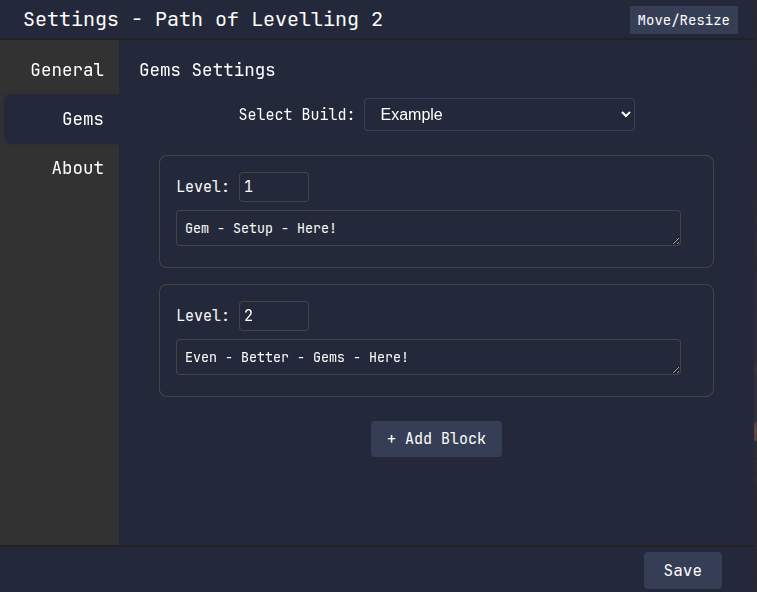 Settings - Path of Levelling 2
Move/Resize
General
Gems
About
Gems Settings
Select Build: Example
Level: 1
Gem - Setup - Here!
Level: 2
Even - Better - Gems - Here!
+ Add Block
Save